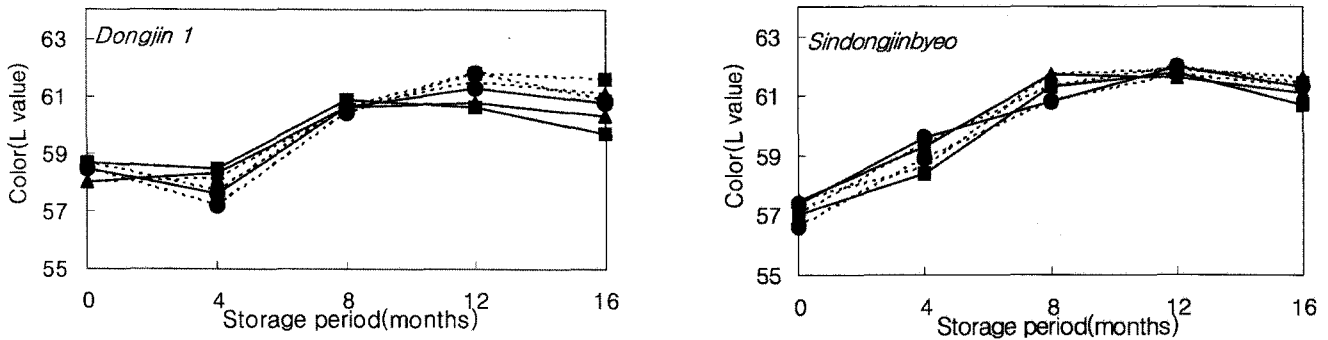 Dongjin 1
63
61
59
57
55
Color(L value)
0 4 8 12 16
Storage period(months)
Sindongjinbyeo
63
61
59
57
55
Color(L value)
0 4 8 12 16
Storage period(months)